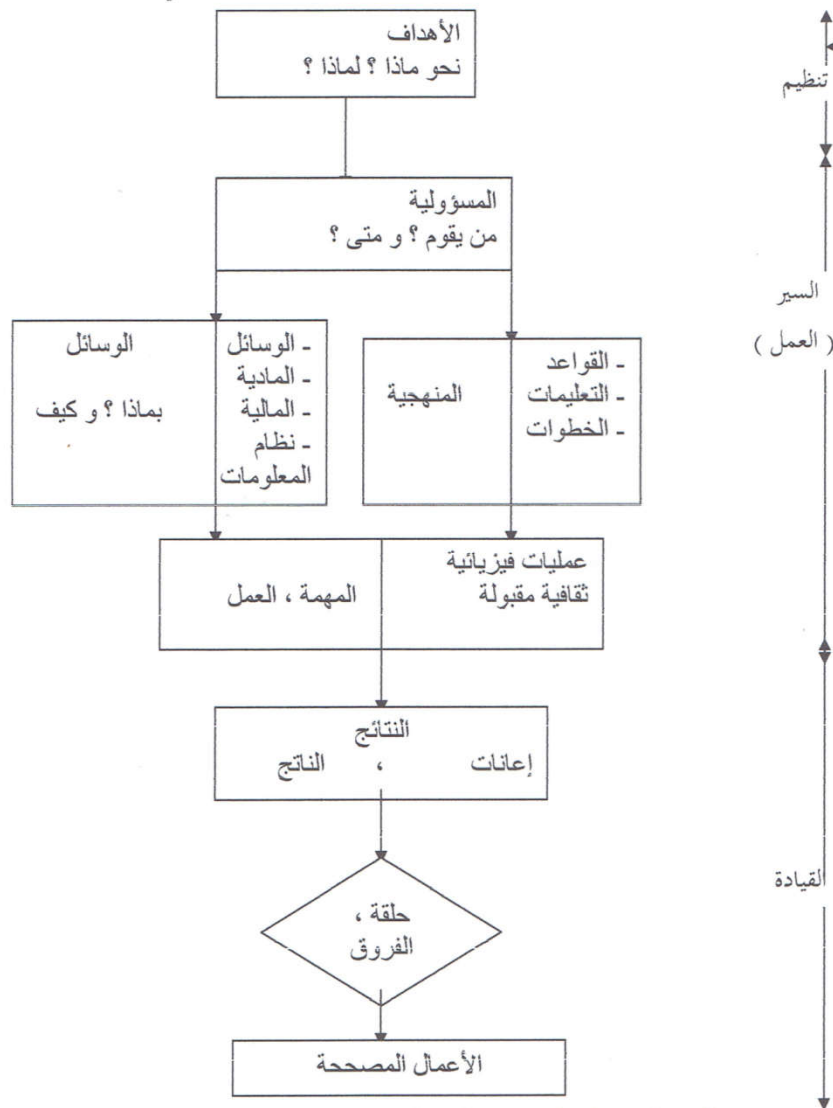 الأهداف
نحو ماذا ؟ لماذا ؟
تنظيم
المسؤولية
من يقوم ؟ و متى ؟
السير
( العمل )
- القواعد
- التعليمات
- الخطوات
المنهجية
- الوسائل
- المادية
- المالية
- نظام
المعلومات
الوسائل
بماذا ؟ و كيف
عمليات فيزيائية
ثقافية مقبولة
المهمة ، العمل
النتائج
إعانات ، الناتج
القيادة
حلقة ،
الفروق
الأعمال المصححة